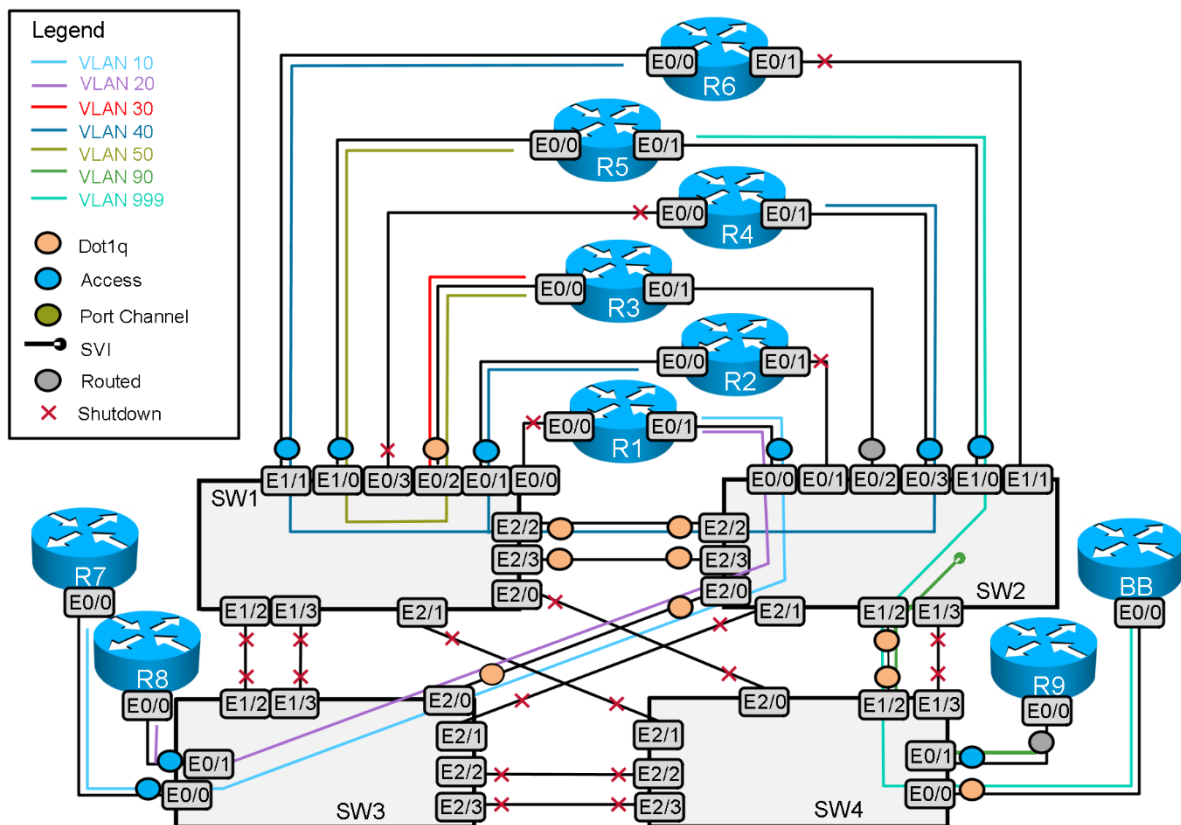 Legend
VLAN 10
VLAN 20
VLAN 30
VLAN 40
VLAN 50
VLAN 90
VLAN 999
Dot1q
Access
Port Channel
SVI
Routed
Shutdown
E0/0 R6 E0/1
E0/0 R5 E0/1
E0/0 R4 E0/1
E0/0 R3 E0/1
E0/0 R2 E0/1
E0/0 R1 E0/1
SW1
E1/1 E1/0 E0/3 E0/2 E0/1 E0/0
E2/2
E2/3
E2/0
E1/2 E1/3 E2/1
SW2
E0/0 E0/1 E0/2 E0/3 E1/0 E1/1
E2/2
E2/3
E2/0
E2/1 E1/2 E1/3
R7
E0/0
R8
E0/0
BB
E0/0
R9
E0/0
E1/2 E1/3 E2/0
E2/1
E2/2
E2/3
E0/1
E0/0
SW3
E2/0 E1/2 E1/3
E2/1
E2/2
E2/3
E0/1
E0/0
SW4